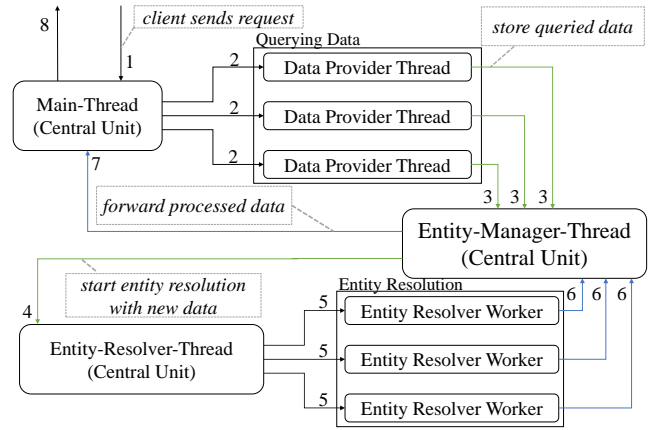 8
client sends request
1
Querying Data
store queried data
2
Data Provider Thread
Main-Thread
(Central Unit)
2
Data Provider Thread
2
Data Provider Thread
7
3 3 3
forward processed data
Entity-Manager-Thread
(Central Unit)
start entity resolution
with new data
4
Entity Resolution
6 6 6
5
Entity Resolver Worker
Entity-Resolver-Thread
(Central Unit)
5
Entity Resolver Worker
5
Entity Resolver Worker